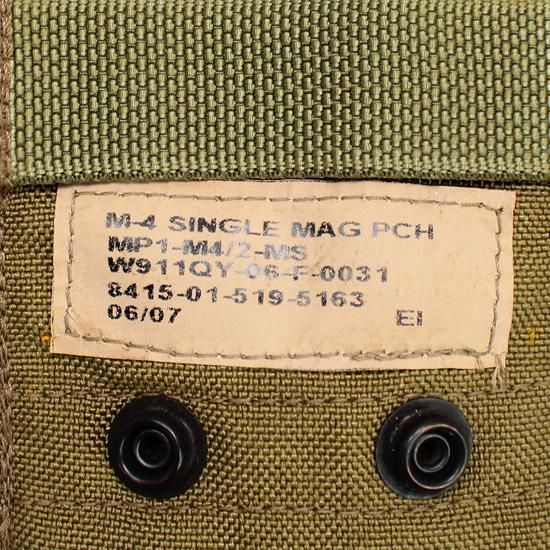 M-4 SINGLE MAG PCH
MP1-M4/2-MS
W911QY-06-F-0031
8415-01-519-5163
06/07 EI